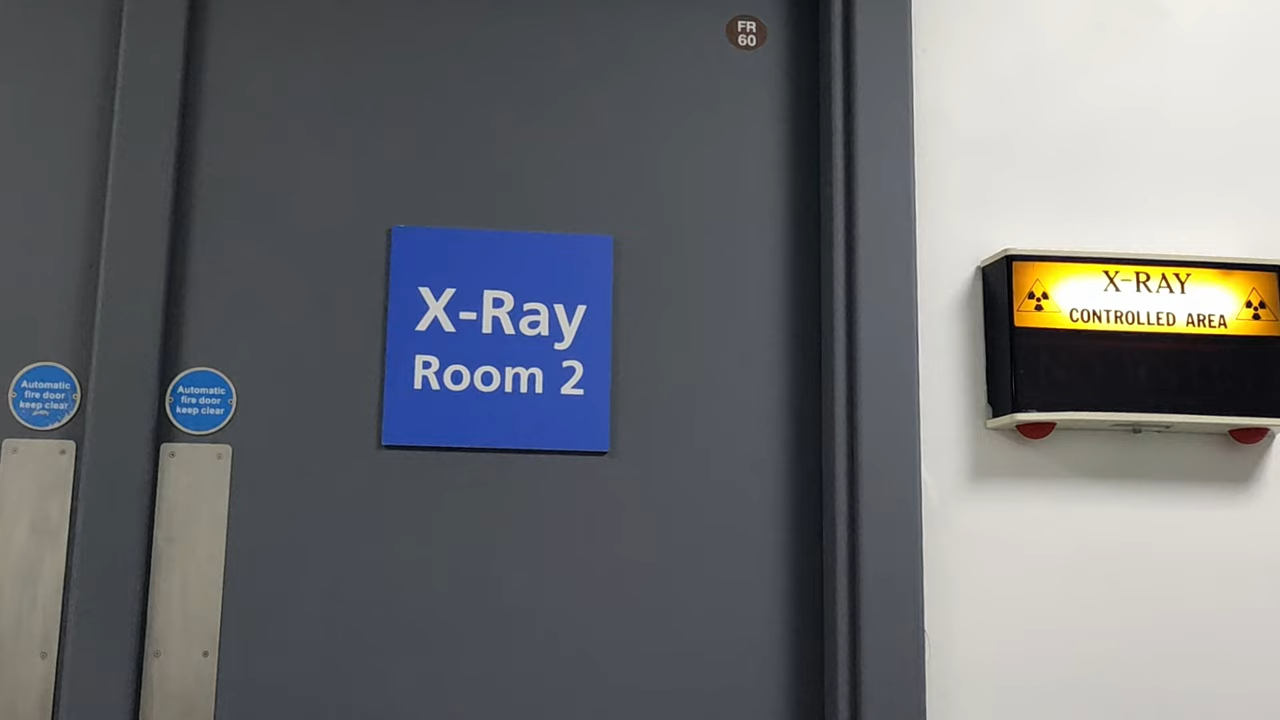 FR
60
X-Ray
Room 2
X-RAY
CONTROLLED AREA
Automatic
fire door
keep clear
Automatic
fire door
keep clear